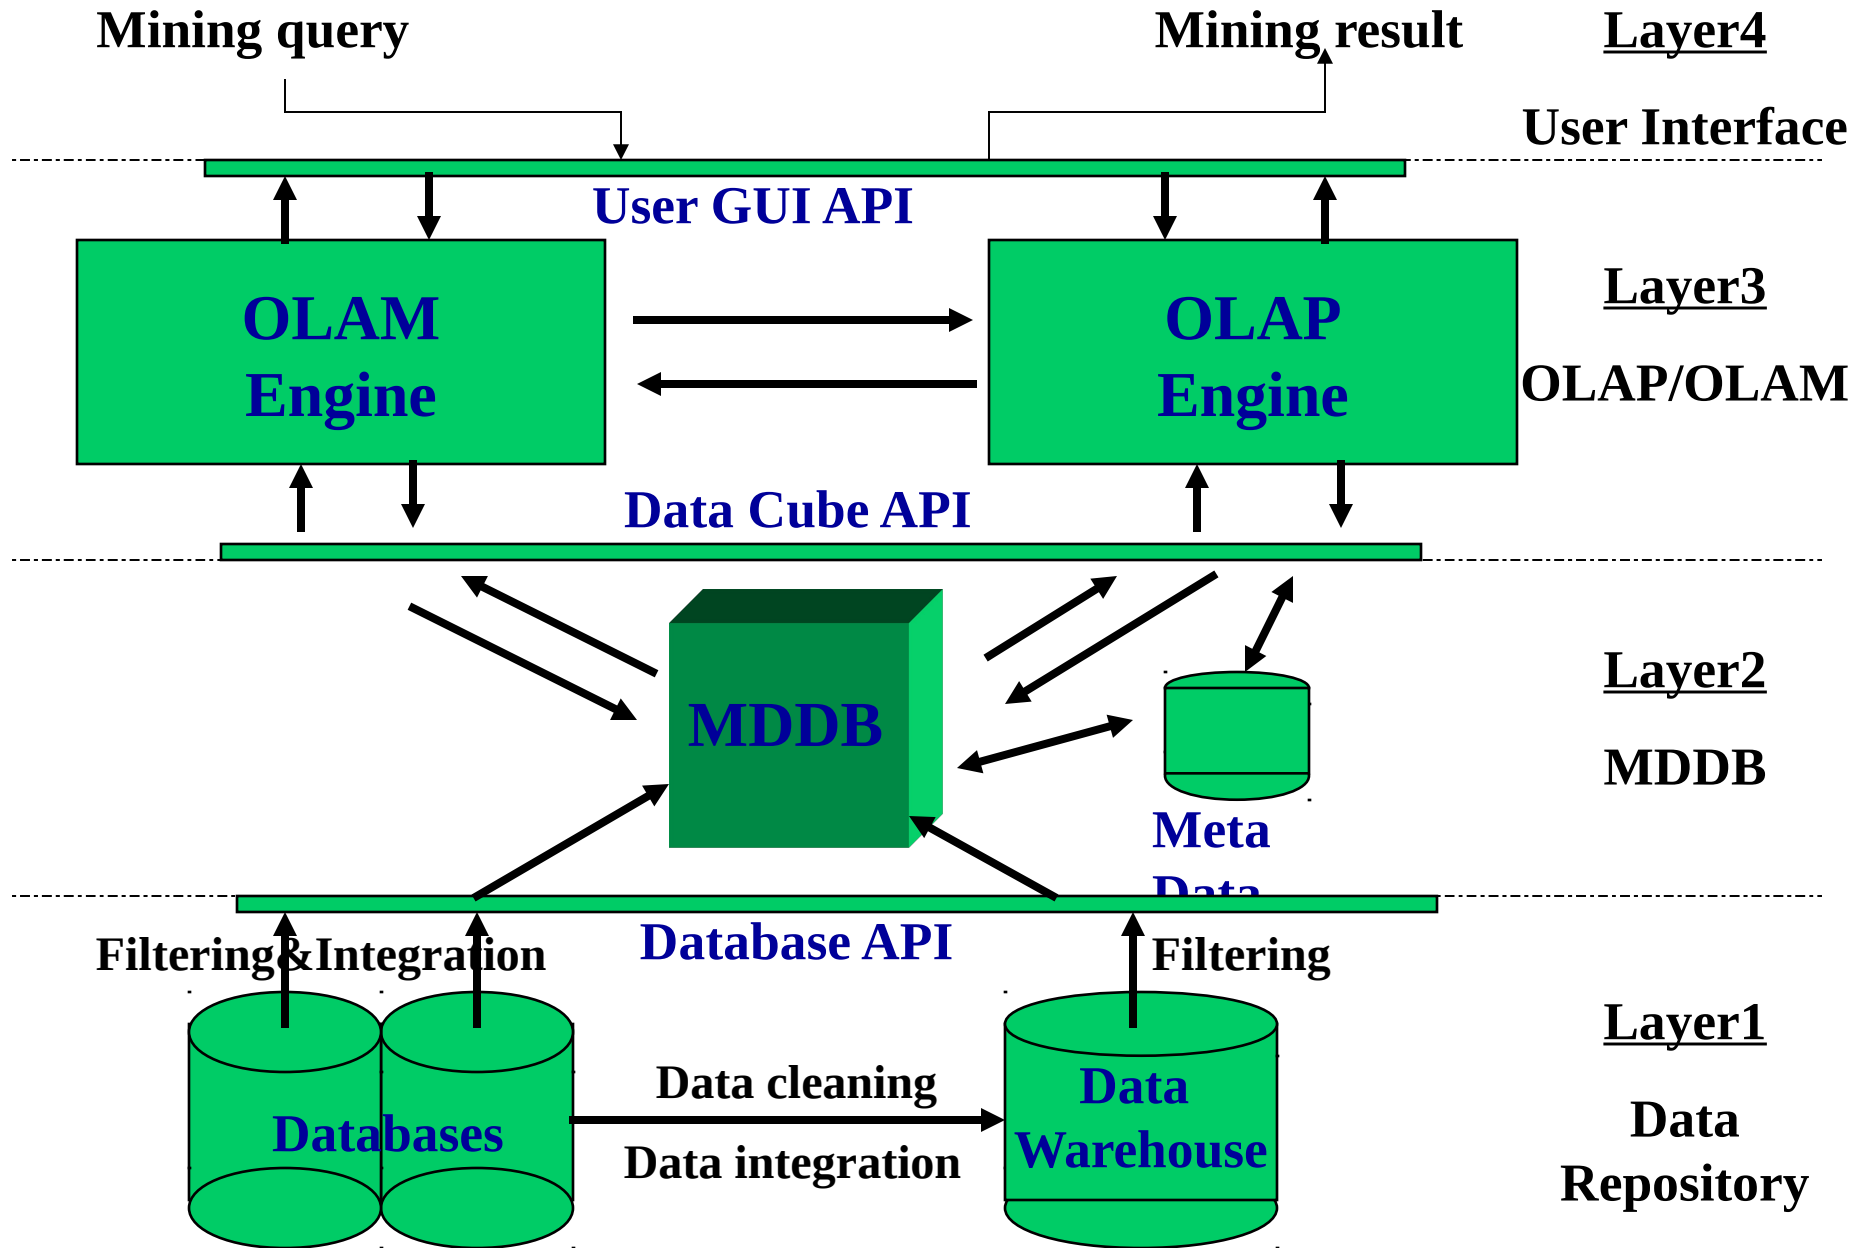 Mining query
Mining result
Layer4
User Interface
User GUI API
OLAM
Engine
OLAP
Engine
Layer3
OLAP/OLAM
Data Cube API
MDDB
Layer2
MDDB
Meta
Data
Filtering&Integration
Database API
Filtering
Layer1
Data
Repository
Databases
Data cleaning
Data integration
Data
Warehouse